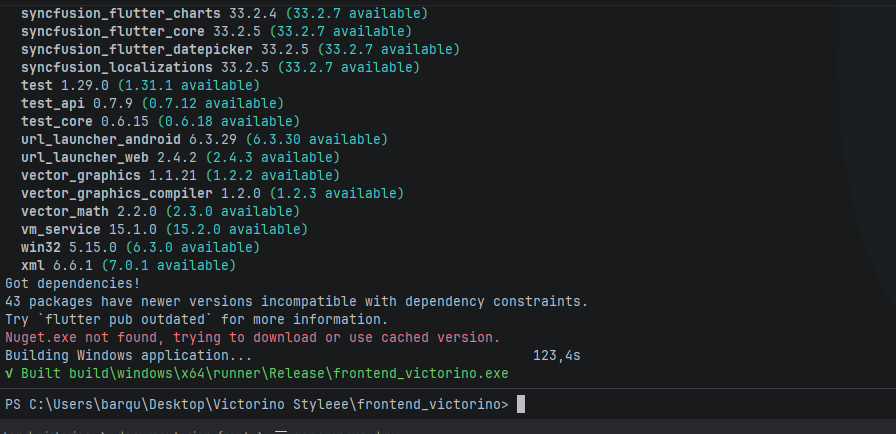 syncfusion_flutter_charts 33.2.4 (33.2.7 available)
syncfusion_flutter_core 33.2.5 (33.2.7 available)
syncfusion_flutter_datepicker 33.2.5 (33.2.7 available)
syncfusion_localizations 33.2.5 (33.2.7 available)
test 1.29.0 (1.31.1 available)
test_api 0.7.9 (0.7.12 available)
test_core 0.6.15 (0.6.18 available)
url_launcher_android 6.3.29 (6.3.30 available)
url_launcher_web 2.4.2 (2.4.3 available)
vector_graphics 1.1.21 (1.2.2 available)
vector_graphics_compiler 1.2.0 (1.2.3 available)
vector_math 2.2.0 (2.3.0 available)
vm_service 15.1.0 (15.2.0 available)
win32 5.15.0 (6.3.0 available)
xml 6.6.1 (7.0.1 available)
Got dependencies!
43 packages have newer versions incompatible with dependency constraints.
Try `flutter pub outdated` for more information.
Nuget.exe not found, trying to download or use cached version.
Building Windows application... 123,4s
√ Built build\windows\x64\runner\Release\frontend_victorino.exe
PS C:\Users\barqu\Desktop\Victorino Styleee\frontend_victorino>